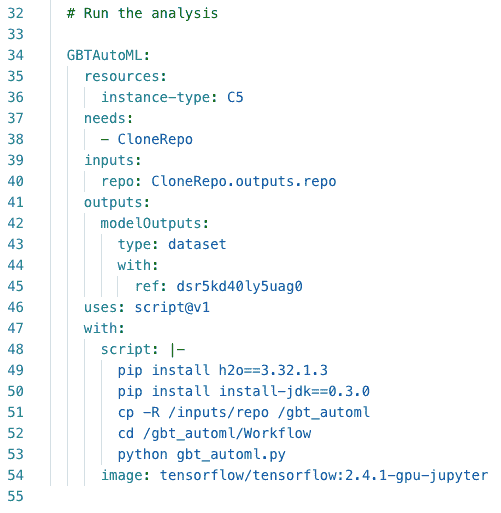 32 # Run the analysis
33
34 GBTAutoML:
35 resources:
36 instance-type: C5
37 needs:
38 - CloneRepo
39 inputs:
40 repo: CloneRepo.outputs.repo
41 outputs:
42 modelOutputs:
43 type: dataset
44 with:
45 ref: dsr5kd40ly5uag0
46 uses: script@v1
47 with:
48 script: |-
49 pip install h2o==3.32.1.3
50 pip install install-jdk==0.3.0
51 cp -R /inputs/repo /gbt_automl
52 cd /gbt_automl/Workflow
53 python gbt_automl.py
54 image: tensorflow/tensorflow:2.4.1-gpu-jupyter
55